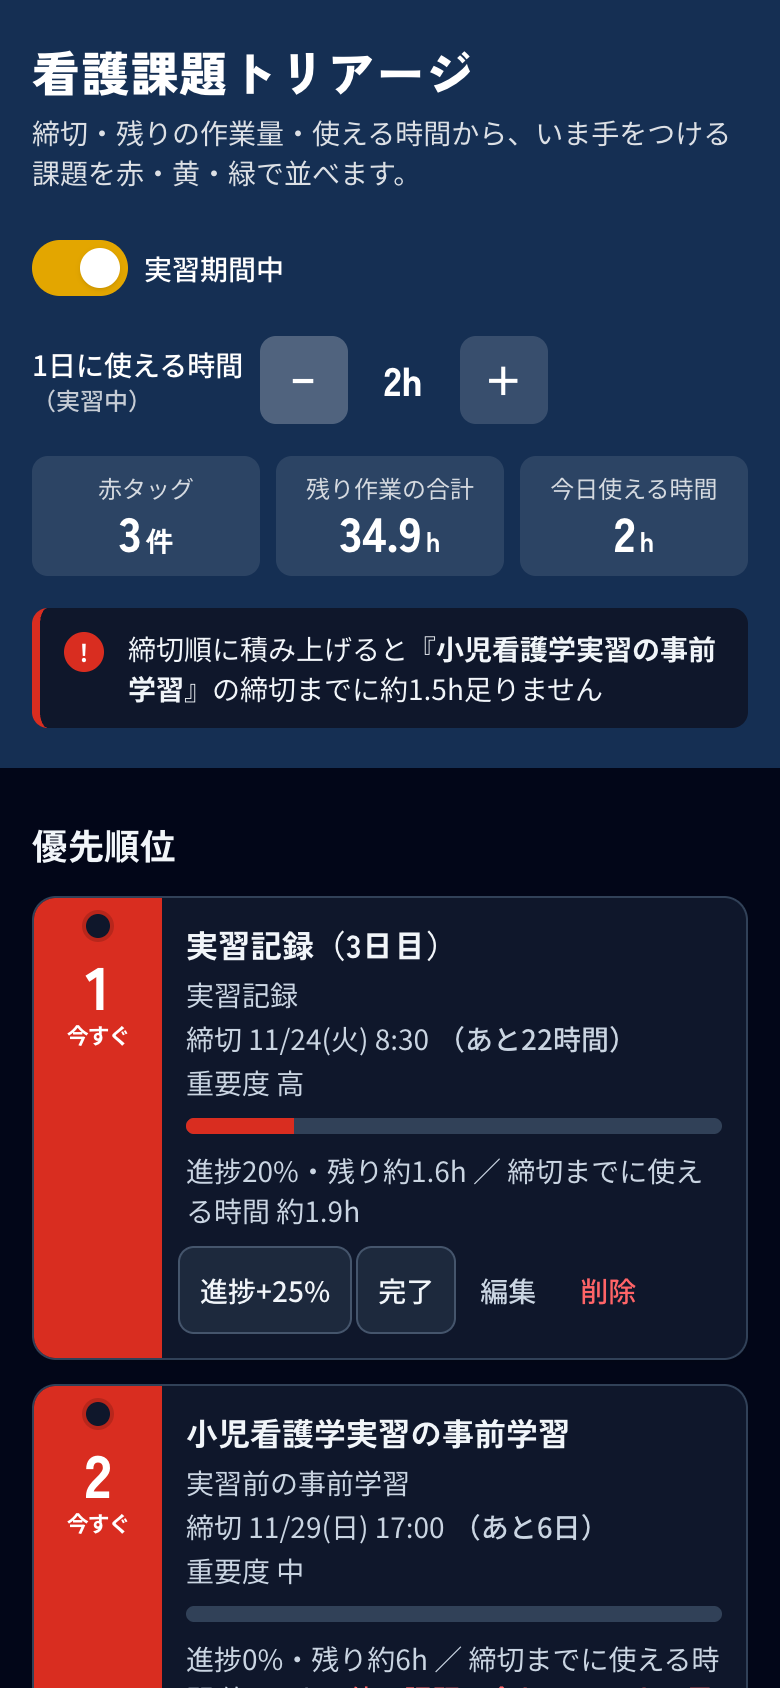 看護課題トリアージ
締切・残りの作業量・使える時間から、いま手をつける
課題を赤・黄・緑で並べます。
実習期間中
1日に使える時間
（実習中）
−
2h
＋
赤タッグ
3件
残り作業の合計
34.9h
今日使える時間
2h
!
締切順に積み上げると『小児看護学実習の事前
学習』の締切までに約1.5h足りません
優先順位
1
今すぐ
実習記録（3日目）
実習記録
締切 11/24(火) 8:30 （あと22時間）
重要度 高
進捗20%・残り約1.6h ／ 締切までに使え
る時間 約1.9h
進捗+25%
完了
編集
削除
2
今すぐ
小児看護学実習の事前学習
実習前の事前学習
締切 11/29(日) 17:00 （あと6日）
重要度 中
進捗0%・残り約6h ／ 締切までに使える時